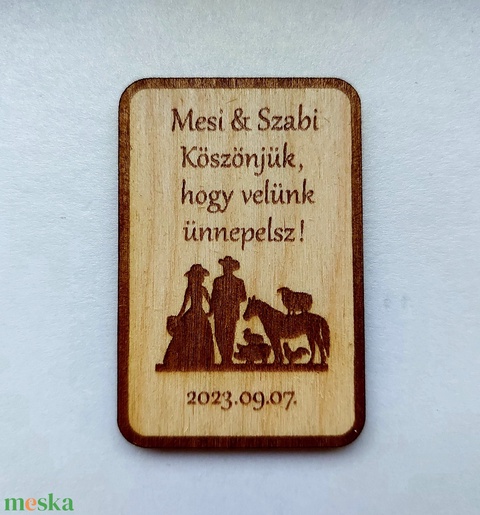 Mesi & Szabi
Köszönjük,
hogy velünk
ünnepelsz!
2023.09.07.
meska